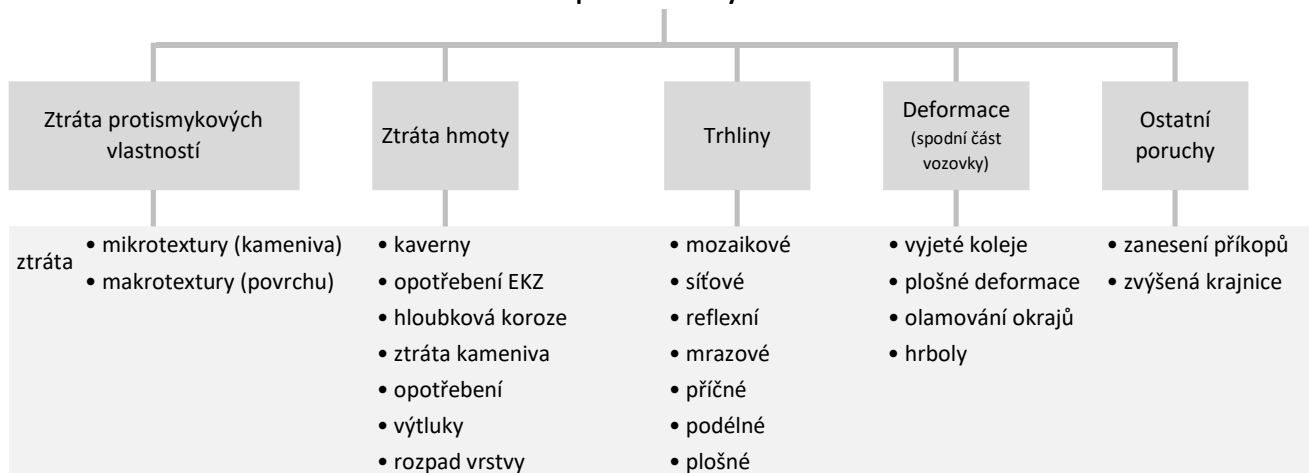 Ztráta protismykových
vlastností
Ztráta hmoty
Trhliny
Deformace
(spodní část
vozovky)
Ostatní
poruchy
ztráta
• mikrotextury (kameniva)
• makrotextury (povrchu)
• kaverny
• opotřebení EKZ
• hloubková koroze
• ztráta kameniva
• opotřebení
• výtluky
• rozpad vrstvy
• mozaikové
• síťové
• reflexní
• mrazové
• příčné
• podélné
• plošné
• vyjeté koleje
• plošné deformace
• olamování okrajů
• hrboly
• zanesení příkopů
• zvýšená krajnice